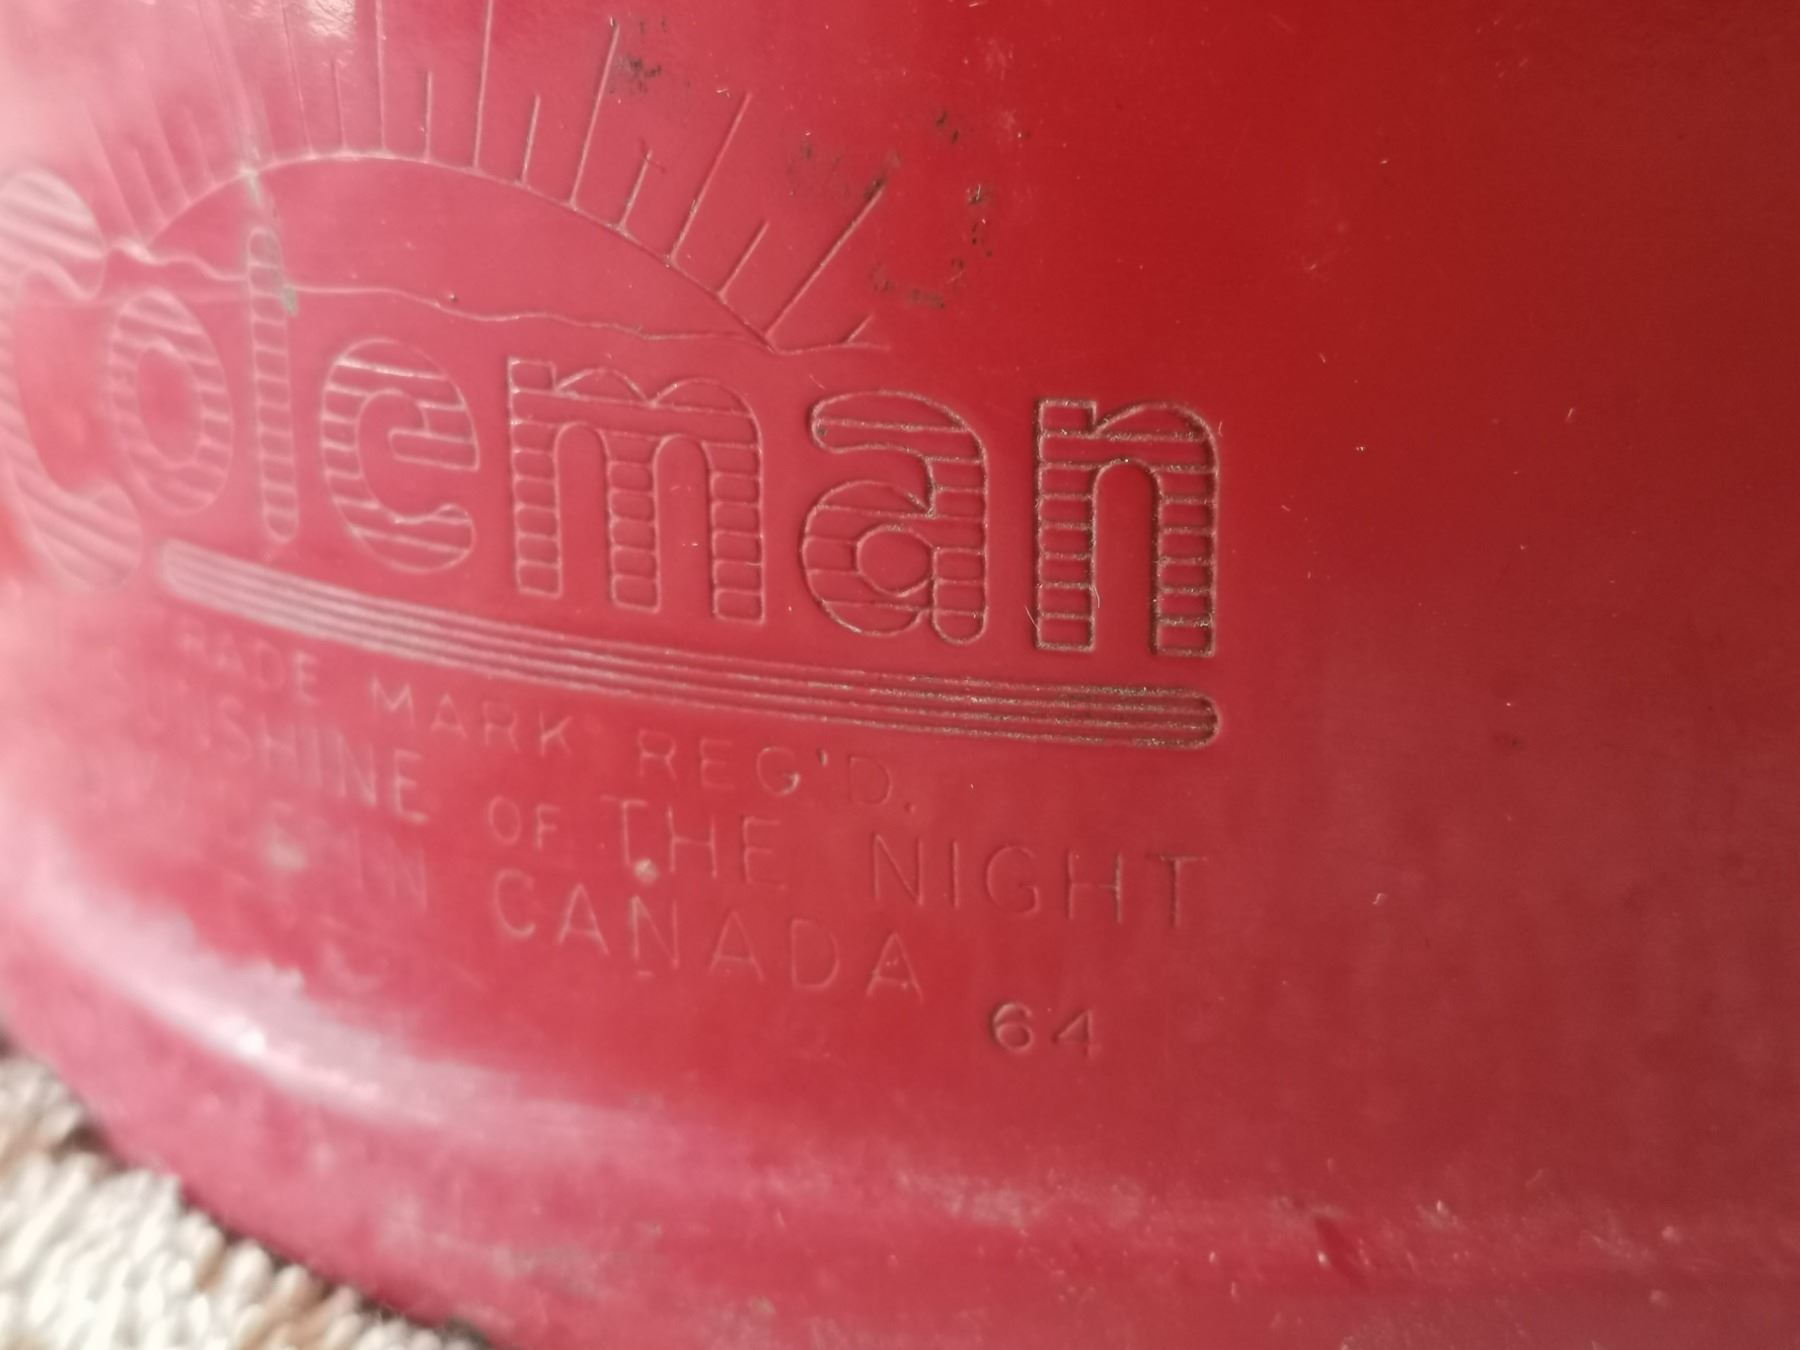 Coleman
TRADE MARK REG'D.
SUNSHINE OF THE NIGHT
IN CANADA
64